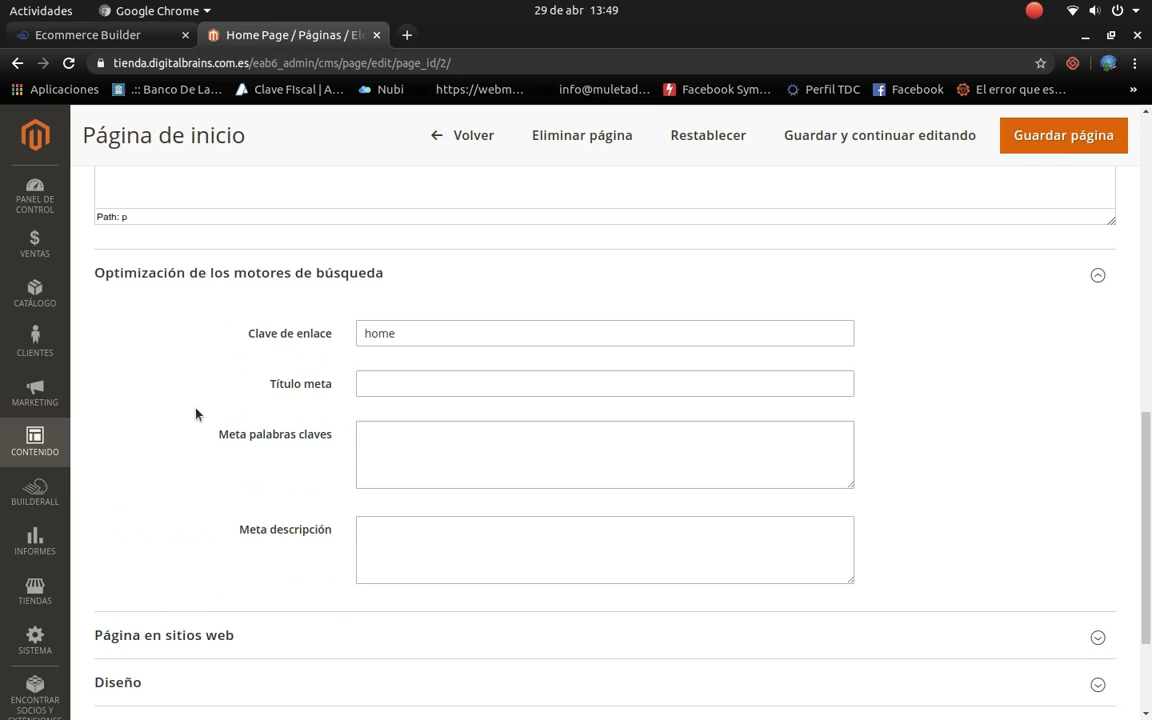 Actividades
Google Chrome
29 de abr 13:49
Ecommerce Builder
Home Page / Páginas / Ele
tienda.digitalbrains.com.es/eab6_admin/cms/page/edit/page_id/2/
Aplicaciones
.:: Banco De La...
Clave FIscal | A...
Nubi
https://webm...
info@muletad...
Facebook Sym...
Perfil TDC
Facebook
El error que es...
»
Página de inicio
Volver
Eliminar página
Restablecer
Guardar y continuar editando
Guardar página
PANEL DE
CONTROL
VENTAS
CATÁLOGO
CLIENTES
MARKETING
CONTENIDO
BUILDERALL
INFORMES
TIENDAS
SISTEMA
ENCONTRAR
SOCIOS Y
EXTENSIONES
Path: p
Optimización de los motores de búsqueda
Clave de enlace
home
Título meta
Meta palabras claves
Meta descripción
Página en sitios web
Diseño